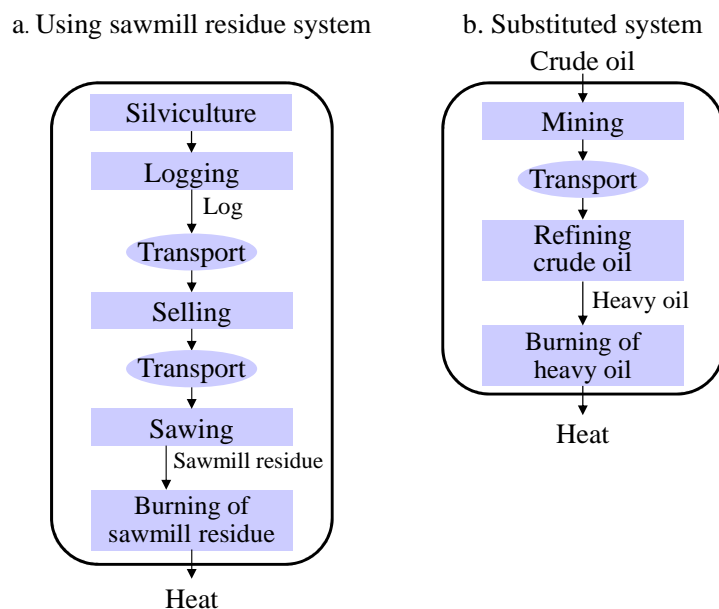 a. Using sawmill residue system
Silviculture
Logging
Log
Transport
Selling
Transport
Sawing
Sawmill residue
Burning of
sawmill residue
Heat
b. Substituted system
Crude oil
Mining
Transport
Refining
crude oil
Heavy oil
Burning of
heavy oil
Heat